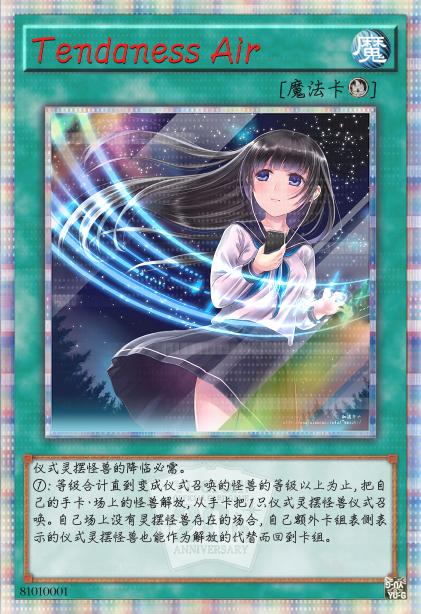 Tendaness Air
魔
[魔法卡]
仪式灵摆怪兽的降临必需。
①:等级合计直到变成仪式召唤的怪兽的等级以上为止,把自
己的手卡·场上的怪兽解放,从手卡把1只仪式灵摆怪兽仪式召
唤。自己场上没有灵摆怪兽存在的场合,自己额外卡组表侧表
示的仪式灵摆怪兽也能作为解放的代替而回到卡组。
ANNIVERSARY
81010001